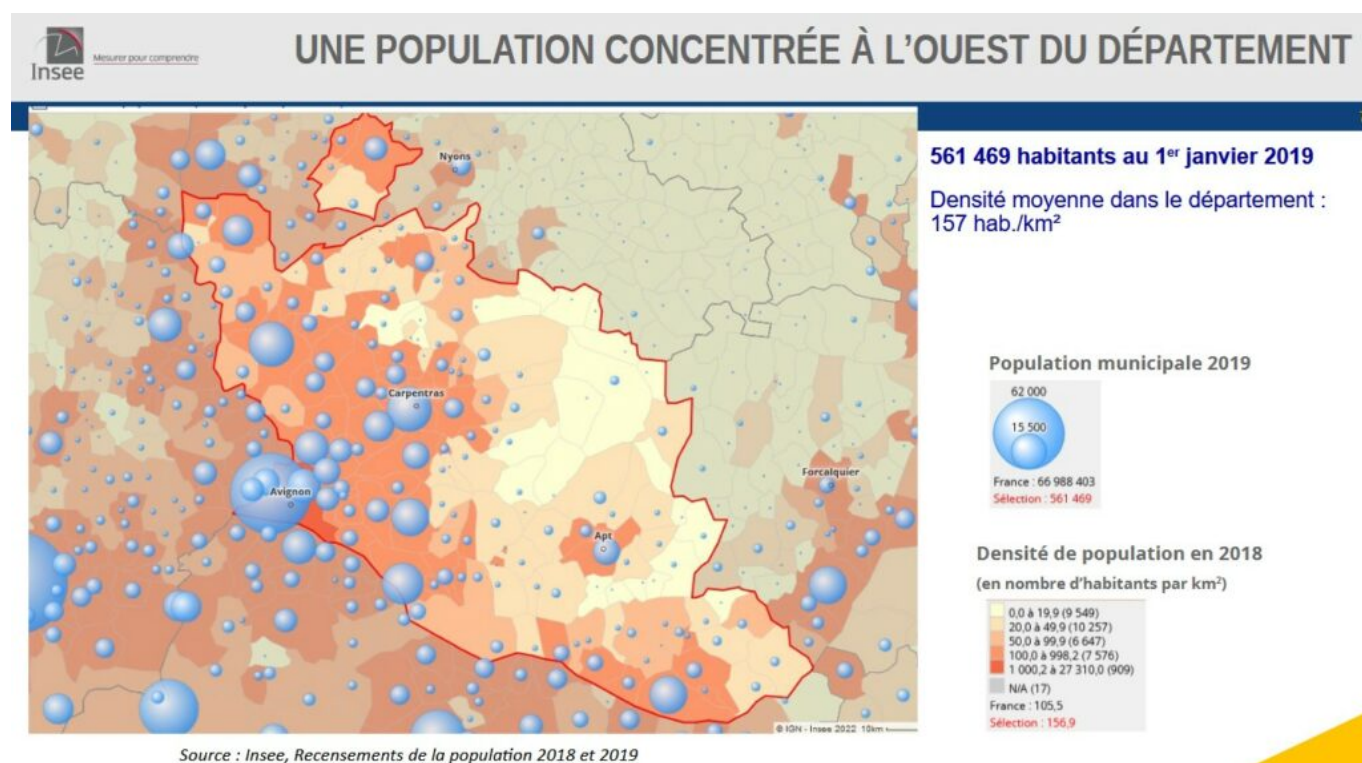 Insee
Mesurer pour comprendre
UNE POPULATION CONCENTRÉE À L'OUEST DU DÉPARTEMENT
561 469 habitants au 1er janvier 2019
Densité moyenne dans le département :
157 hab./km²
Nyons
Carpentras
Avignon
Apt
Forcalquier
© IGN - Insee 2022 10km
Population municipale 2019
62 000
15 500
France : 66 988 403
Sélection : 561 469
Densité de population en 2018
(en nombre d'habitants par km²)
0,0 à 19,9 (9 549)
20,0 à 49,9 (10 257)
50,0 à 99,9 (6 647)
100,0 à 998,2 (7 576)
1 000,2 à 27 310,0 (909)
N/A (17)
France : 105,5
Sélection : 156,9
Source : Insee, Recensements de la population 2018 et 2019